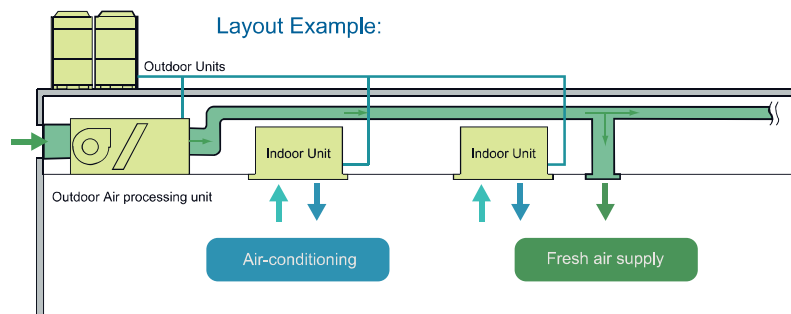 Layout Example:
Outdoor Units
Indoor Unit
Indoor Unit
Outdoor Air processing unit
Air-conditioning
Fresh air supply